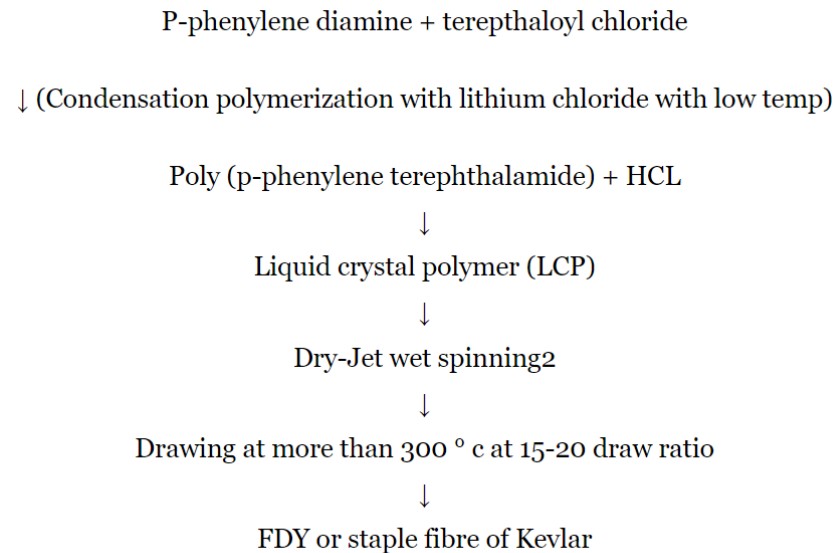 P-phenylene diamine + terepthaloyl chloride
↓ (Condensation polymerization with lithium chloride with low temp)
Poly (p-phenylene terephthalamide) + HCL
↓
Liquid crystal polymer (LCP)
↓
Dry-Jet wet spinning2
↓
Drawing at more than 300 º c at 15-20 draw ratio
↓
FDY or staple fibre of Kevlar